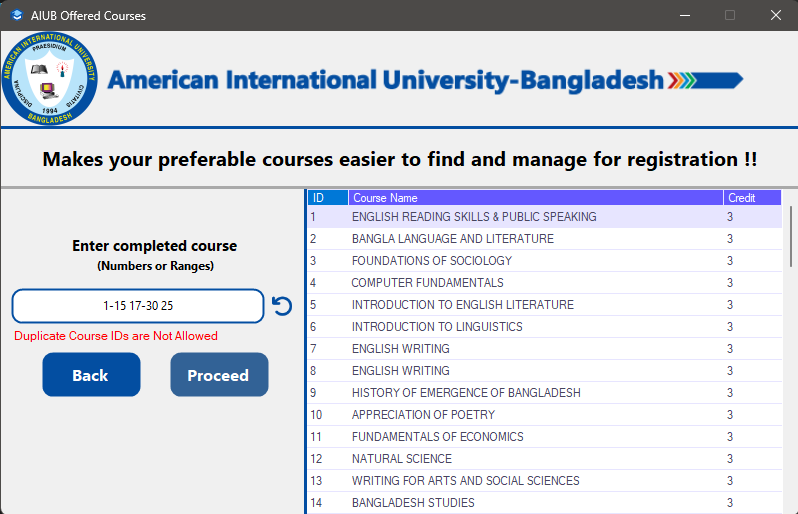 AIUB Offered Courses
AMERICAN INTERNATIONAL UNIVERSITY
PRAESIDIUM
DISCIPLINA
CIVITATIS
1994
BANGLADESH
American International University-Bangladesh
Makes your preferable courses easier to find and manage for registration !!
Enter completed course
(Numbers or Ranges)
1-15 17-30 25
Duplicate Course IDs are Not Allowed
Back Proceed
ID Course Name Credit
1 ENGLISH READING SKILLS & PUBLIC SPEAKING 3
2 BANGLA LANGUAGE AND LITERATURE 3
3 FOUNDATIONS OF SOCIOLOGY 3
4 COMPUTER FUNDAMENTALS 3
5 INTRODUCTION TO ENGLISH LITERATURE 3
6 INTRODUCTION TO LINGUISTICS 3
7 ENGLISH WRITING 3
8 ENGLISH WRITING 3
9 HISTORY OF EMERGENCE OF BANGLADESH 3
10 APPRECIATION OF POETRY 3
11 FUNDAMENTALS OF ECONOMICS 3
12 NATURAL SCIENCE 3
13 WRITING FOR ARTS AND SOCIAL SCIENCES 3
14 BANGLADESH STUDIES 3